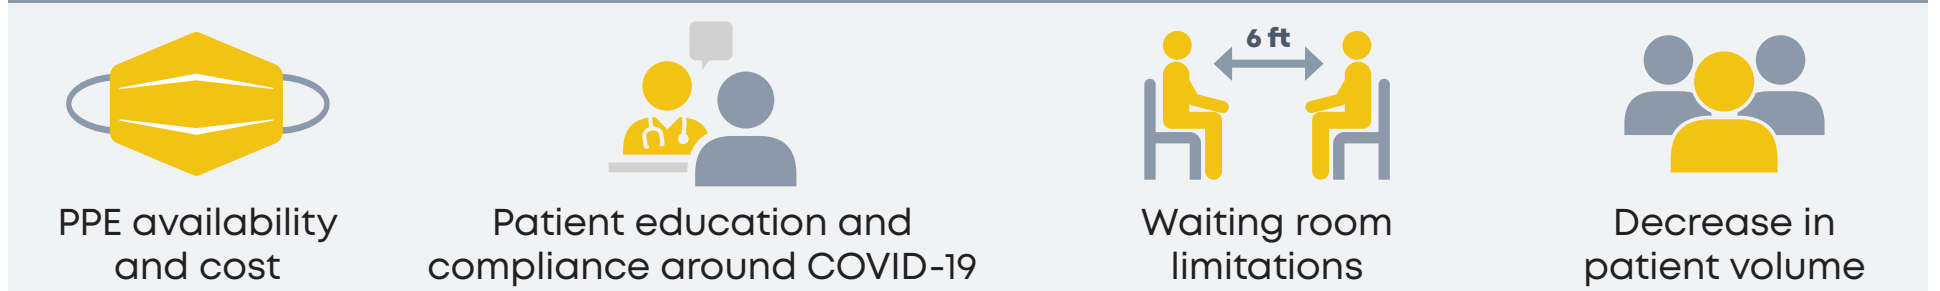 6 ft
PPE availability
and cost
Patient education and
compliance around COVID-19
Waiting room
limitations
Decrease in
patient volume